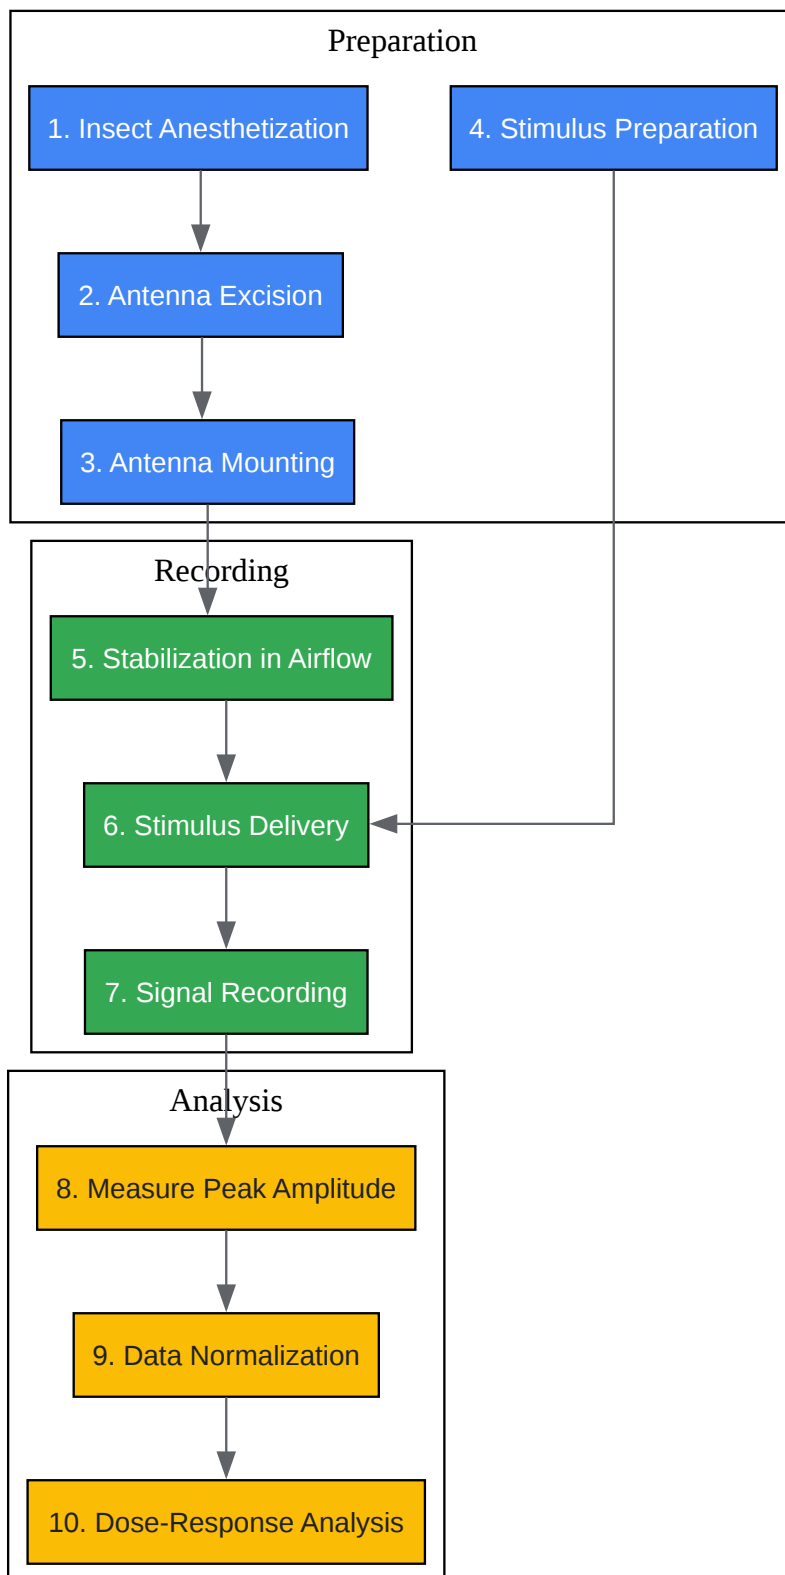 Preparation
1. Insect Anesthetization
4. Stimulus Preparation
2. Antenna Excision
3. Antenna Mounting
Recording
5. Stabilization in Airflow
6. Stimulus Delivery
7. Signal Recording
Analysis
8. Measure Peak Amplitude
9. Data Normalization
10. Dose-Response Analysis